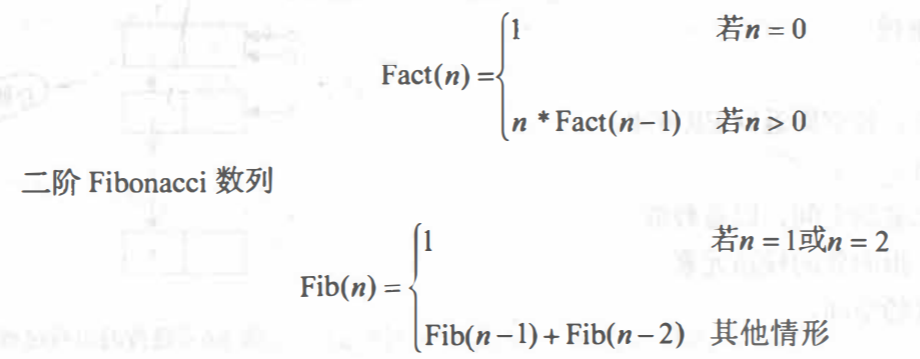 Fact(n) = { 1 若n = 0
n * Fact(n−1) 若n > 0
二阶 Fibonacci 数列
Fib(n) = { 1 若n = 1或n = 2
Fib(n−1) + Fib(n−2) 其他情形